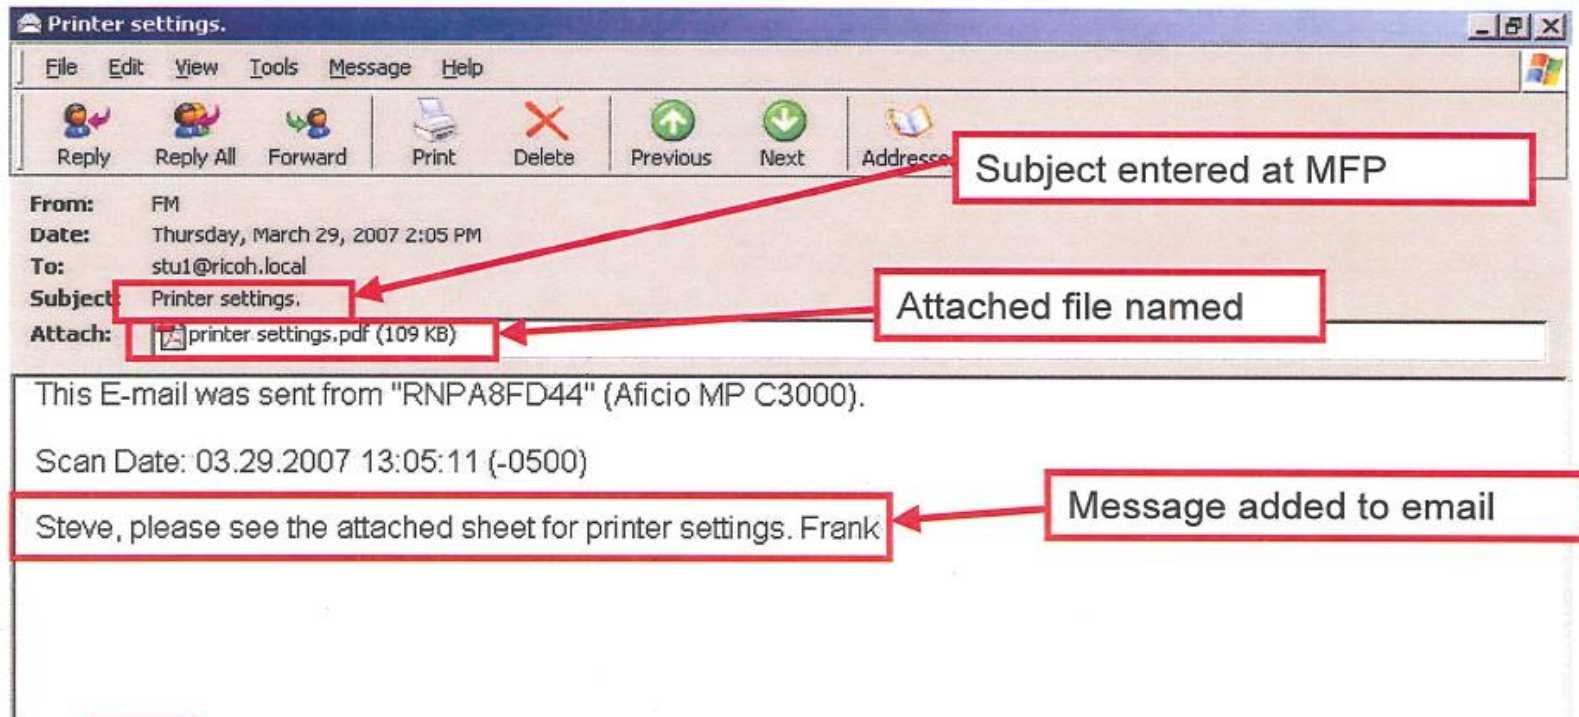 Printer settings.
File Edit View Tools Message Help
Reply Reply All Forward Print Delete Previous Next
Subject entered at MFP
From: FM
Date: Thursday, March 29, 2007 2:05 PM
To: stu1@ricoh.local
Subject: Printer settings.
Attached file named
Attach: printer settings.pdf (109 KB)
This E-mail was sent from "RNPA8FD44" (Aficio MP C3000).
Scan Date: 03.29.2007 13:05:11 (-0500)
Message added to email
Steve, please see the attached sheet for printer settings. Frank